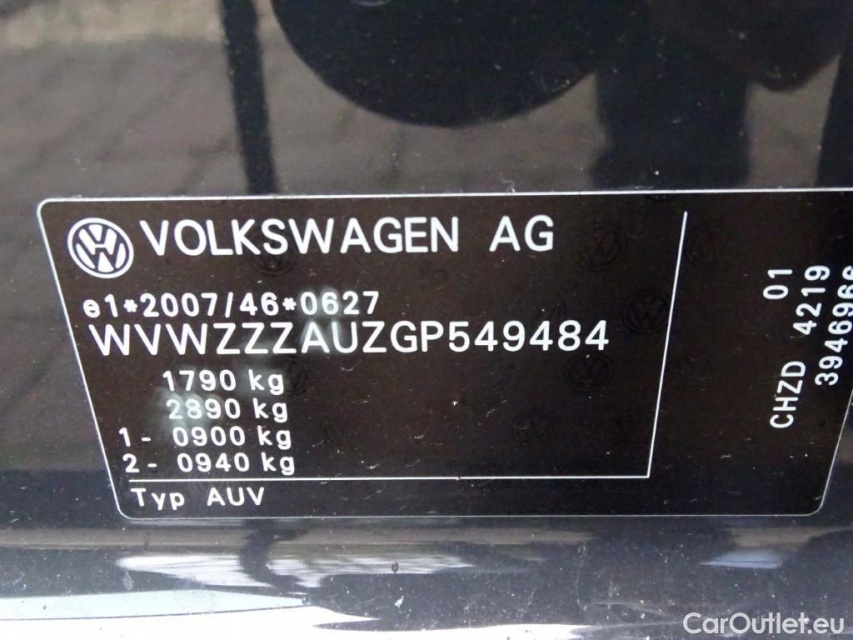 VOLKSWAGEN AG
e1*2007/46*0627
WVWZZZAUZGP549484
1790 kg
2890 kg
1- 0900 kg
2- 0940 kg
Typ AUV
01
CHZD 4219
3946966
CarOutlet.eu